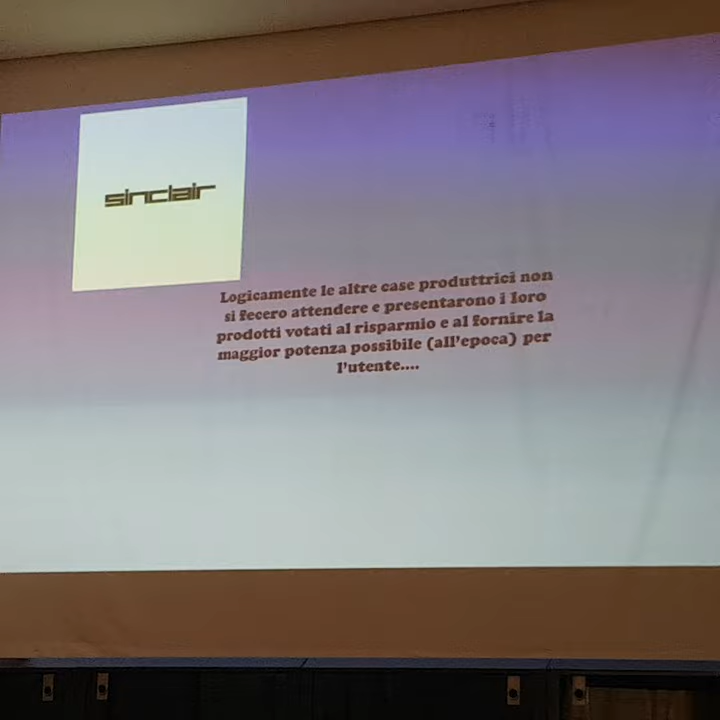 sinclair
Logicamente le altre case produttrici non
si fecero attendere e presentarono i loro
prodotti votati al risparmio e al fornire la
maggior potenza possibile (all'epoca) per
l'utente....